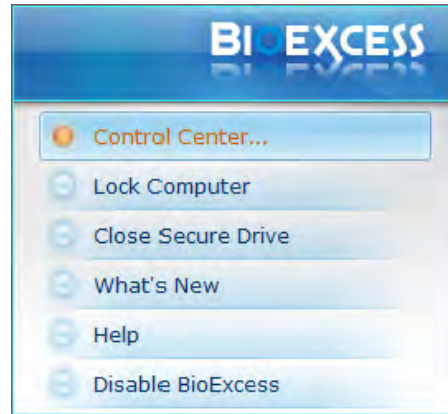 BIOEXCESS
Control Center...
Lock Computer
Close Secure Drive
What's New
Help
Disable BioExcess